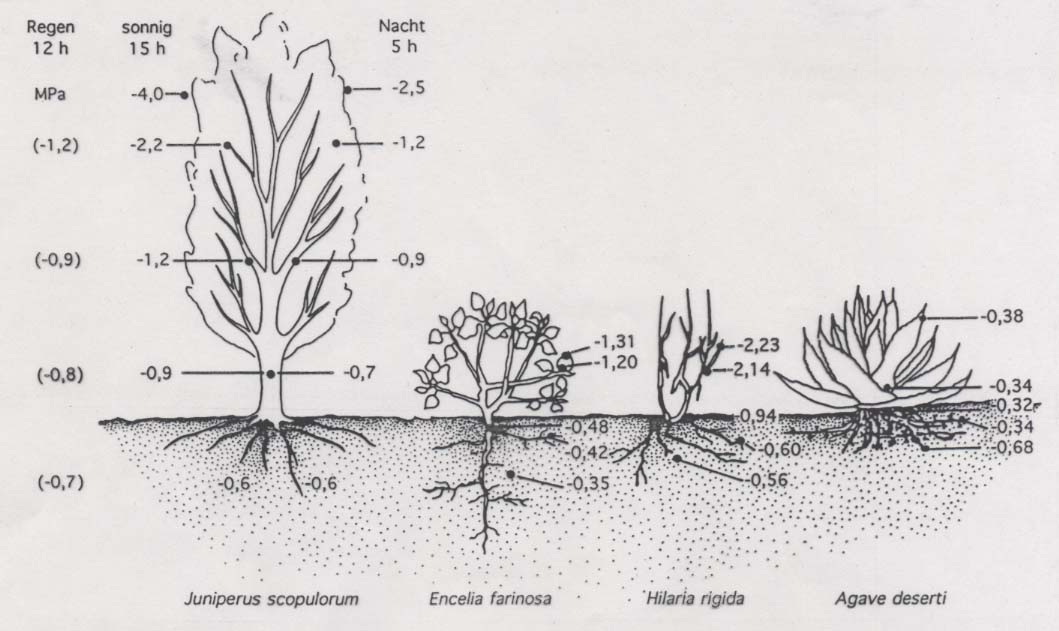 Regen sonnig Nacht
12 h 15 h 5 h
MPa -4,0 -2,5
(-1,2) -2,2 -1,2
(-0,9) -1,2 -0,9
(-0,8) -0,9 -0,7
(-0,7) -0,6 -0,6
-1,31
-1,20
-0,48
-0,42
-0,35
-2,23
-2,14
-0,94
-0,60
-0,56
-0,38
-0,34
-0,32
-0,34
-0,68
Juniperus scopulorum Encelia farinosa Hilaria rigida Agave deserti